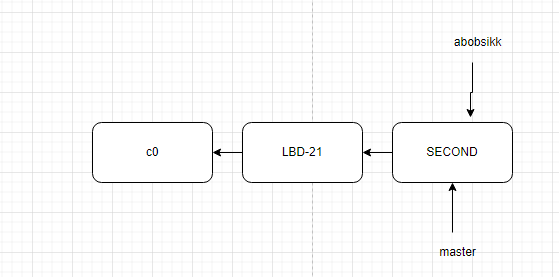 abobsikk
c0
LBD-21
SECOND
master